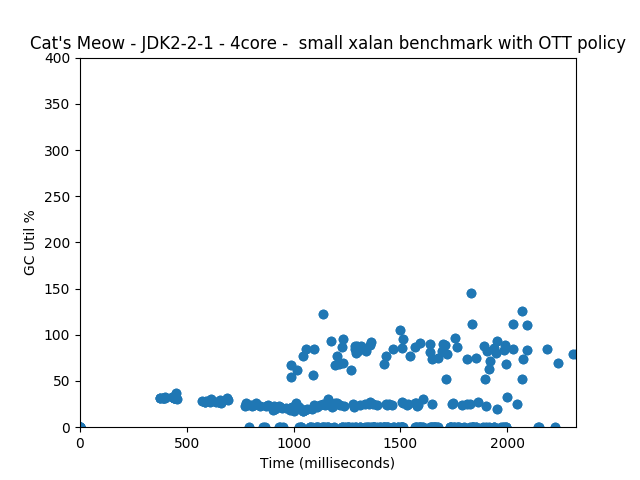 Cat's Meow - JDK2-2-1 - 4core -  small xalan benchmark with OTT policy
400
350
300
250
200
150
100
50
0
GC Util %
0 500 1000 1500 2000
Time (milliseconds)